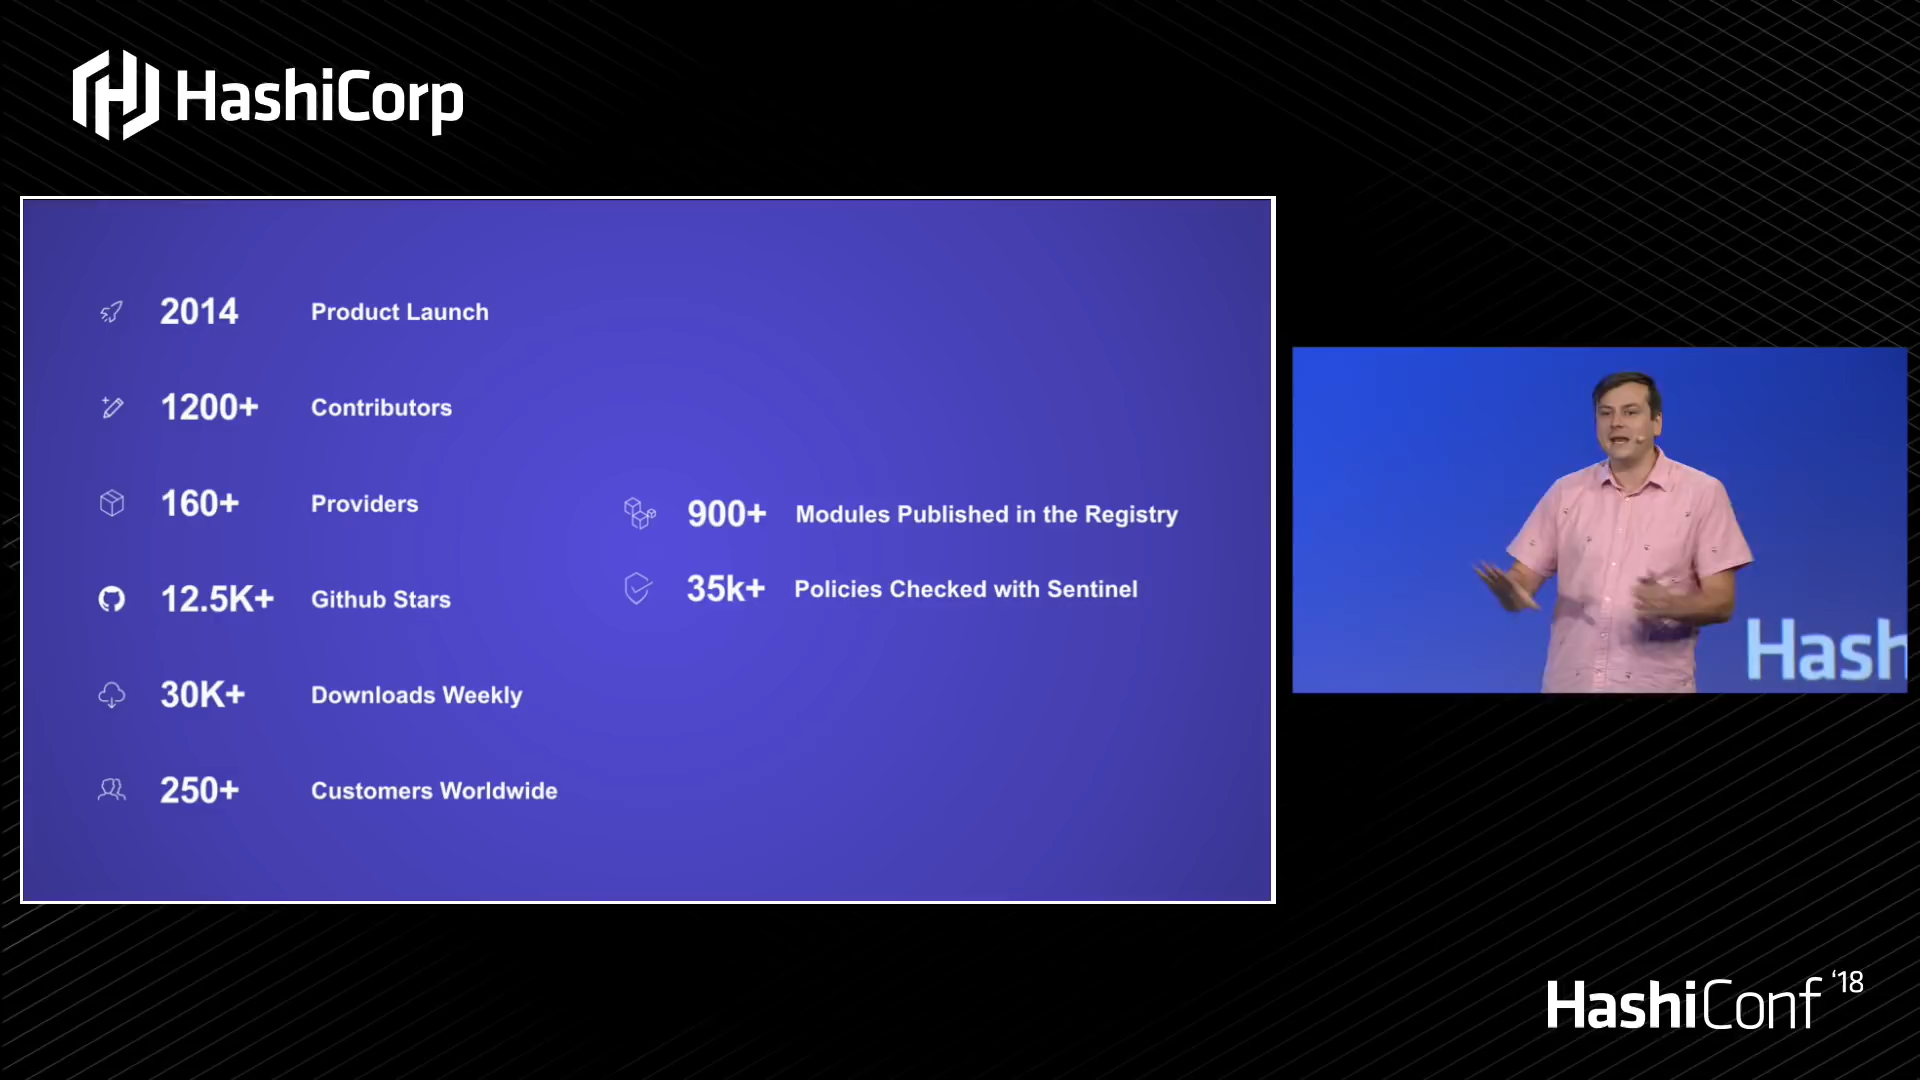 HashiCorp
2014 Product Launch
1200+ Contributors
160+ Providers
12.5K+ Github Stars
30K+ Downloads Weekly
250+ Customers Worldwide
900+ Modules Published in the Registry
35k+ Policies Checked with Sentinel
Hash
HashiConf '18